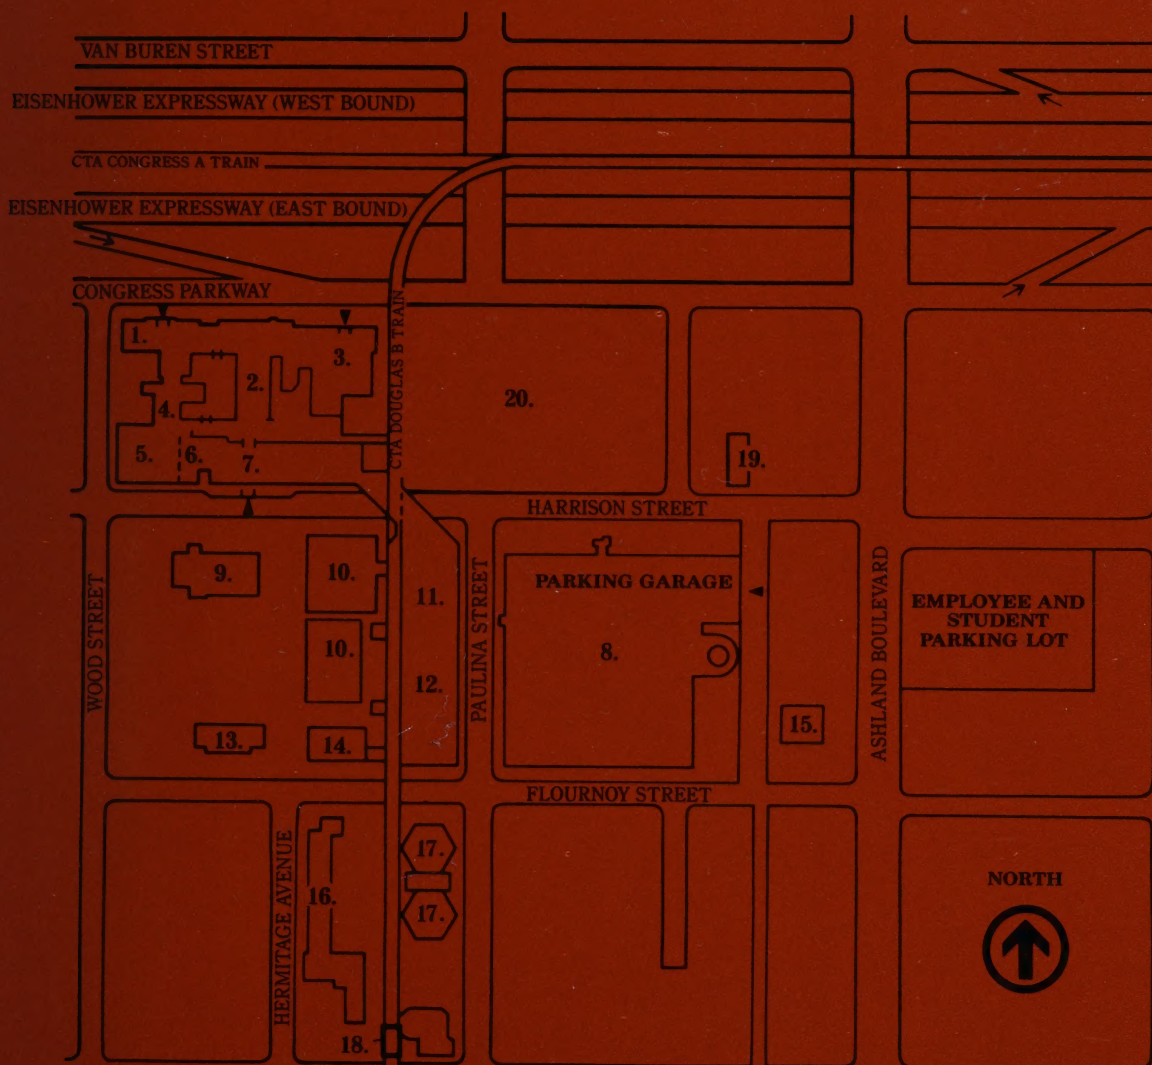 VAN BUREN STREET
EISENHOWER EXPRESSWAY (WEST BOUND)
CTA CONGRESS A TRAIN
EISENHOWER EXPRESSWAY (EAST BOUND)
CONGRESS PARKWAY
CTA DOUGLAS B TRAIN
1.
3.
2.
4.
20.
5.
6.
7.
19.
HARRISON STREET
WOOD STREET
9.
10.
11.
PAULINA STREET
PARKING GARAGE
8.
ASHLAND BOULEVARD
EMPLOYEE AND
STUDENT
PARKING LOT
10.
12.
13.
14.
15.
FLOURNOY STREET
HERMITAGE AVENUE
16.
17.
17.
18.
NORTH